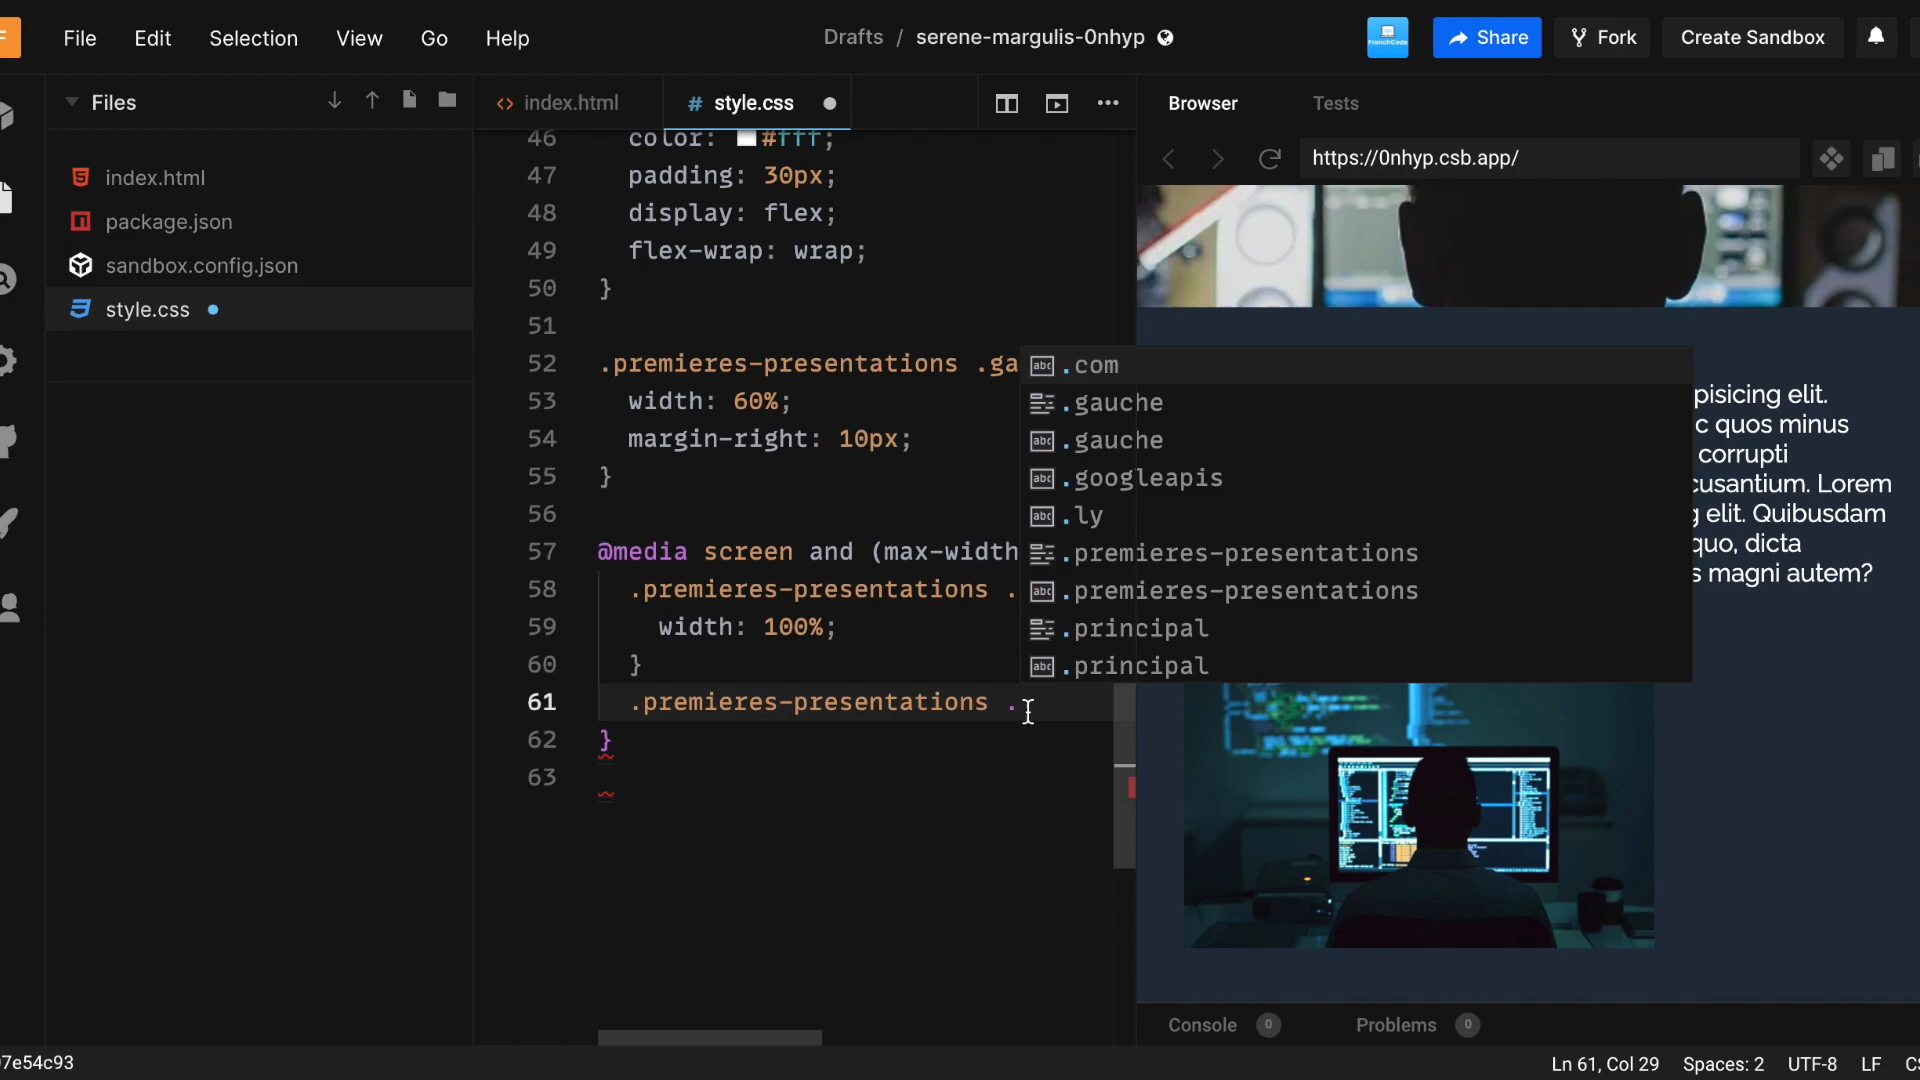 File Edit Selection View Go Help Drafts / serene-margulis-0nhyp Share Fork Create Sandbox
FrenchCode
Files
index.html
package.json
sandbox.config.json
style.css
index.html # style.css
46 color: #fff;
47 padding: 30px;
48 display: flex;
49 flex-wrap: wrap;
50 }
51
52 .premieres-presentations .ga
53 width: 60%;
54 margin-right: 10px;
55 }
56
57 @media screen and (max-width
58 .premieres-presentations .
59 width: 100%;
60 }
61 .premieres-presentations .
62 }
63
.com
.gauche
.gauche
.googleapis
.ly
.premieres-presentations
.premieres-presentations
.principal
.principal
Browser Tests
https://0nhyp.csb.app/
pisicing elit.
c quos minus
corrupti
cusantium. Lorem
g elit. Quibusdam
quo, dicta
s magni autem?
Console 0 Problems 0
7e54c93 Ln 61, Col 29 Spaces: 2 UTF-8 LF